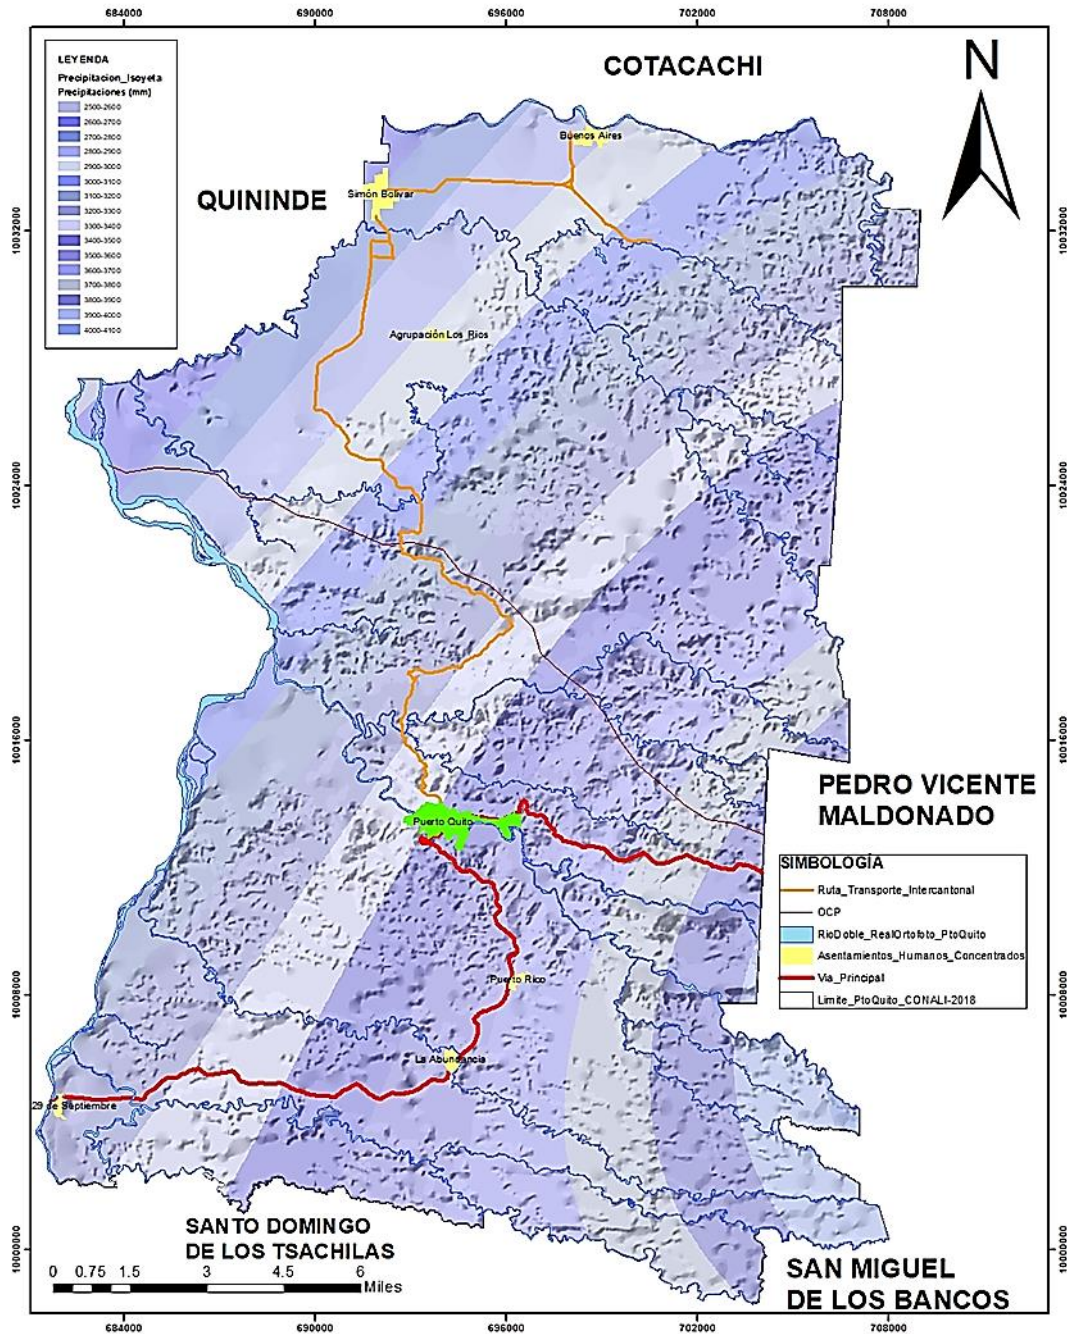 684000 690000 696000 702000 708000
LEYENDA
Precipitacion_Isoyeta
Precipitaciones (mm)
2500-2600
2600-2700
2700-2800
2800-2900
2900-3000
3000-3100
3100-3200
3200-3300
3300-3400
3400-3500
3500-3600
3600-3700
3700-3800
3800-3900
3900-4000
4000-4100
COTACACHI
N
QUININDE
Buenos Aires
Simón Bolívar
10032000 10032000
Agrupación Los Rios
10024000 10024000
10016000 10016000
PEDRO VICENTE
MALDONADO
Puerto Quito
SIMBOLOGÍA
Ruta_Transporte_Intercantonal
OCP
RioDoble_RealOrtofoto_PtoQuito
Asentamientos_Humanos_Concentrados
Via_Principal
Limite_PtoQuito_CONALI-2018
Puerto Rico
10008000 10008000
La Abundancia
29 de Septiembre
SANTO DOMINGO
DE LOS TSACHILAS
10000000 10000000
SAN MIGUEL
DE LOS BANCOS
0 0.75 1.5 3 4.5 6
Miles
684000 690000 696000 702000 708000